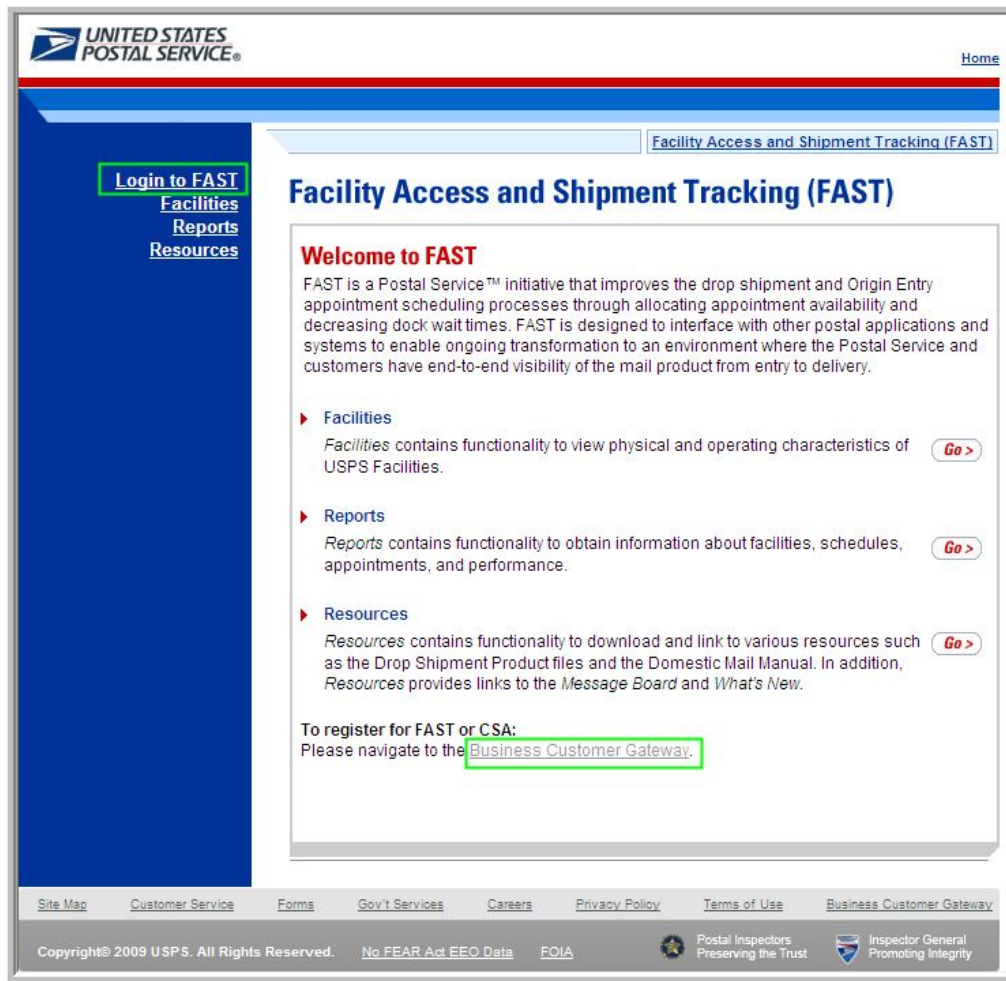 UNITED STATES
POSTAL SERVICE®
Home
Facility Access and Shipment Tracking (FAST)
Login to FAST
Facilities
Reports
Resources
Facility Access and Shipment Tracking (FAST)
Welcome to FAST
FAST is a Postal Service™ initiative that improves the drop shipment and Origin Entry
appointment scheduling processes through allocating appointment availability and
decreasing dock wait times. FAST is designed to interface with other postal applications and
systems to enable ongoing transformation to an environment where the Postal Service and
customers have end-to-end visibility of the mail product from entry to delivery.
Facilities
Facilities contains functionality to view physical and operating characteristics of
USPS Facilities.
Go >
Reports
Reports contains functionality to obtain information about facilities, schedules,
appointments, and performance.
Go >
Resources
Resources contains functionality to download and link to various resources such
as the Drop Shipment Product files and the Domestic Mail Manual. In addition,
Resources provides links to the Message Board and What's New.
Go >
To register for FAST or CSA:
Please navigate to the Business Customer Gateway.
Site Map Customer Service Forms Gov't Services Careers Privacy Policy Terms of Use Business Customer Gateway
Copyright© 2009 USPS. All Rights Reserved. No FEAR Act EEO Data FOIA
Postal Inspectors
Preserving the Trust
Inspector General
Promoting Integrity